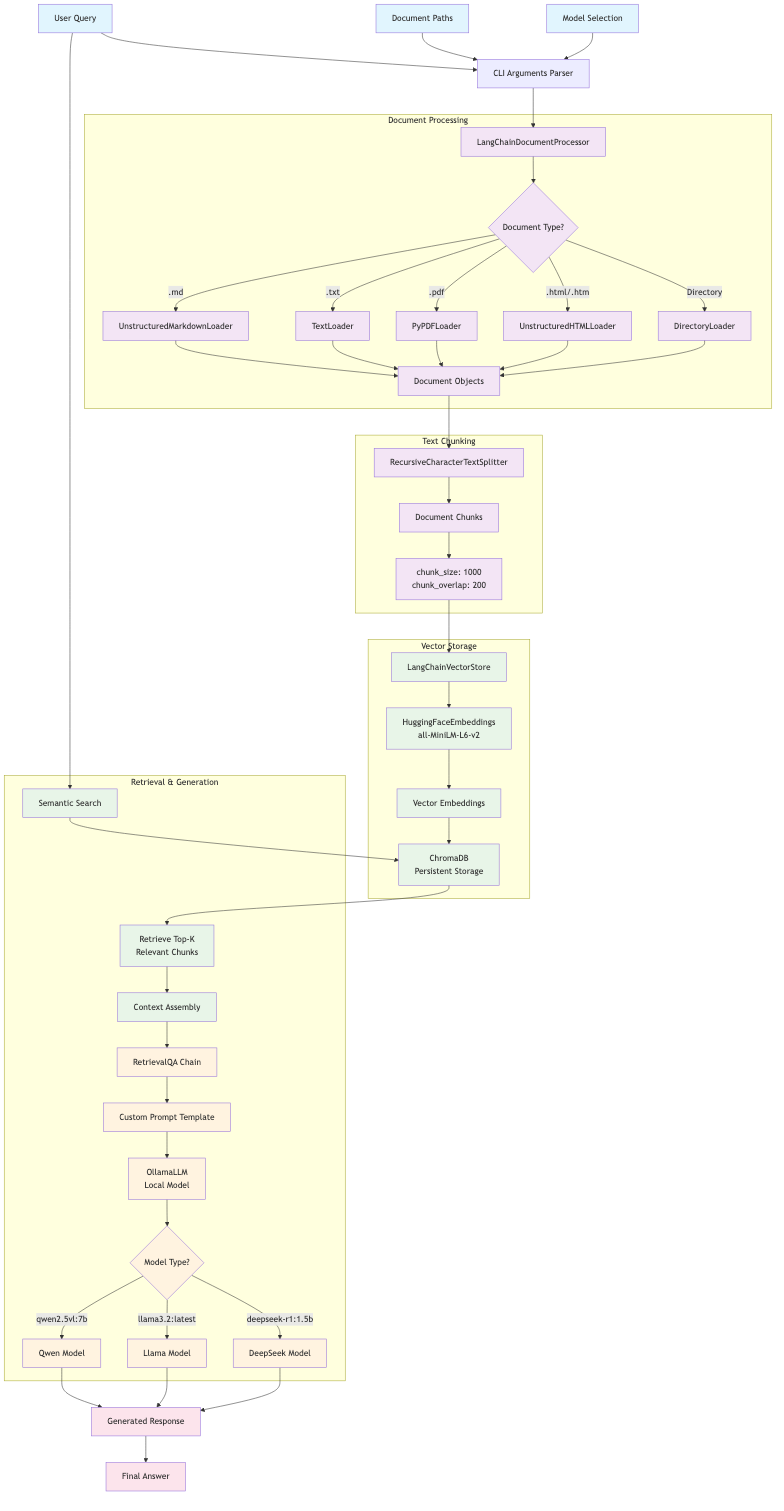 User Query
Document Paths
Model Selection
CLI Arguments Parser
Document Processing
LangChainDocumentProcessor
Document Type?
.md
.txt
.pdf
.html/.htm
Directory
UnstructuredMarkdownLoader
TextLoader
PyPDFLoader
UnstructuredHTMLLoader
DirectoryLoader
Document Objects
Text Chunking
RecursiveCharacterTextSplitter
Document Chunks
chunk_size: 1000
chunk_overlap: 200
Vector Storage
LangChainVectorStore
HuggingFaceEmbeddings
all-MiniLM-L6-v2
Retrieval & Generation
Semantic Search
Vector Embeddings
ChromaDB
Persistent Storage
Retrieve Top-K
Relevant Chunks
Context Assembly
RetrievalQA Chain
Custom Prompt Template
OllamaLLM
Local Model
Model Type?
qwen2.5vl:7b
llama3.2:latest
deepseek-r1:1.5b
Qwen Model
Llama Model
DeepSeek Model
Generated Response
Final Answer